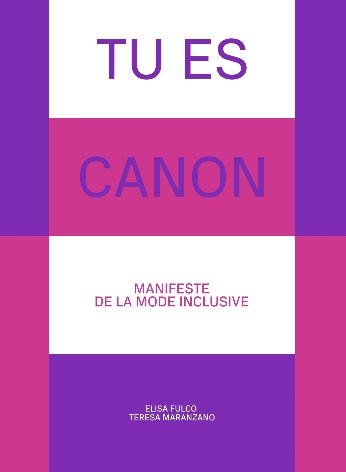 TU ES
CANON
MANIFESTE
DE LA MODE INCLUSIVE
ELISA FULCO
TERESA MARANZANO